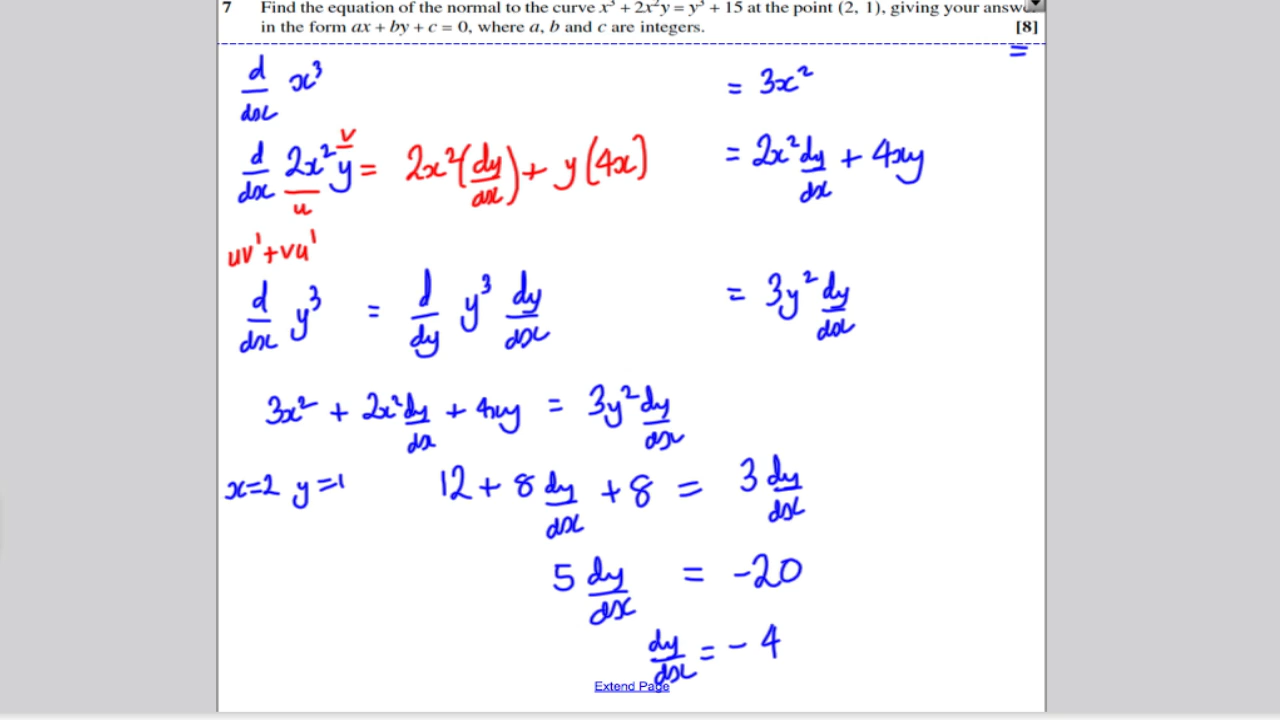 7 Find the equation of the normal to the curve x³ + 2x²y = y³ + 15 at the point (2, 1), giving your answ
in the form ax + by + c = 0, where a, b and c are integers. [8]
=
d/dx x³ = 3x²
d/dx 2x²y = 2x²(dy/dx) + y(4x) = 2x² dy/dx + 4xy
v
u
uv' + vu'
d/dx y³ = d/dy y³ dy/dx = 3y² dy/dx
3x² + 2x² dy/dx + 4xy = 3y² dy/dx
x=2 y=1 12 + 8 dy/dx + 8 = 3 dy/dx
5 dy/dx = -20
dy/dx = -4
Extend Page